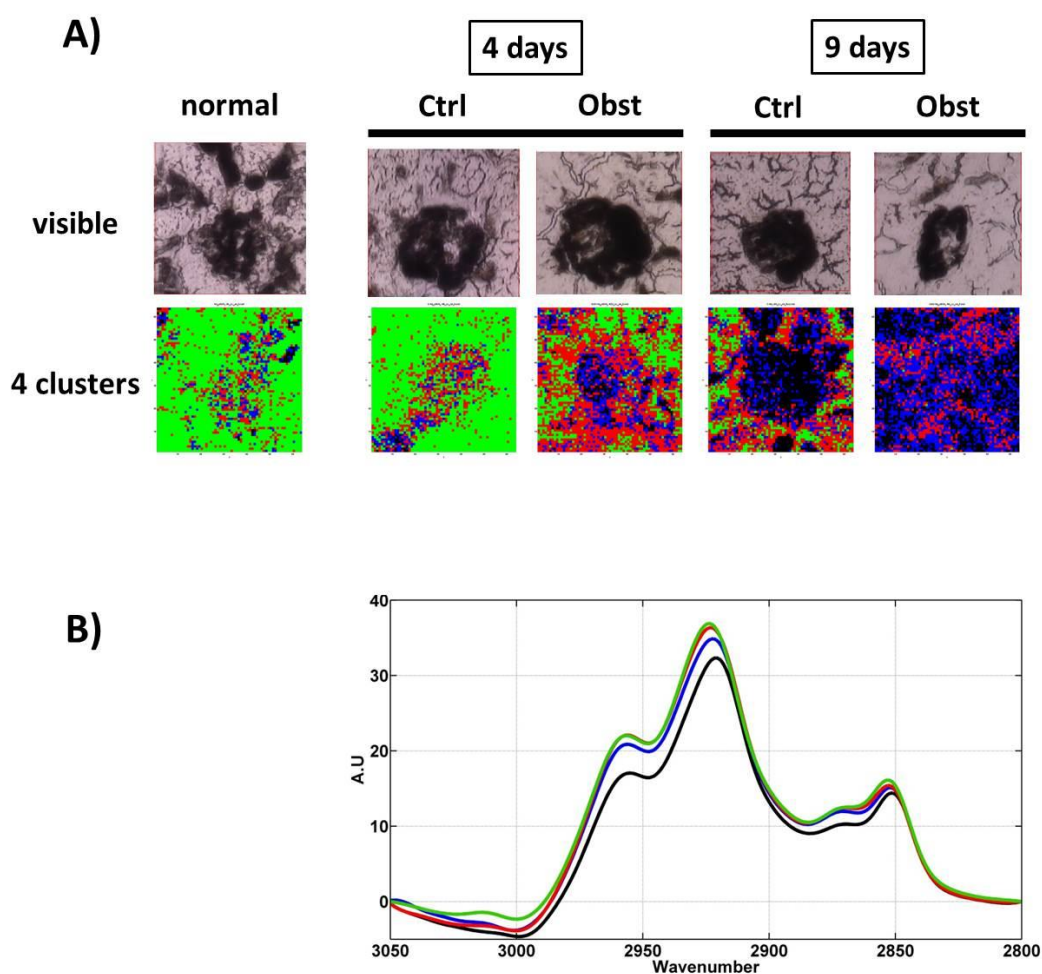 A)
4 days 9 days
normal Ctrl Obst Ctrl Obst
visible
4 clusters
B)
40
30
20
10
0
A.U
3050 3000 2950 2900 2850 2800
Wavenumber